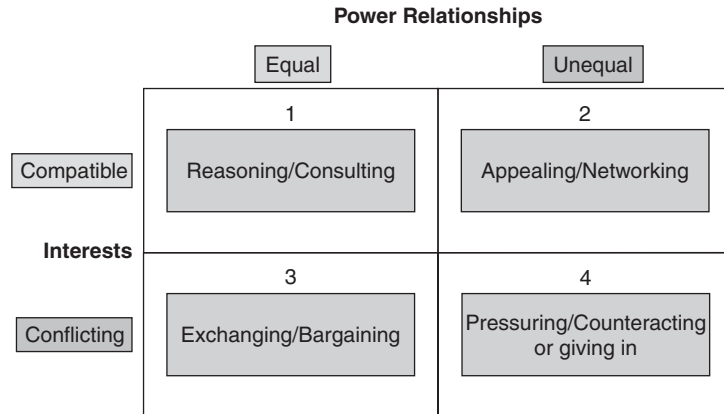 Power Relationships
Equal
Unequal
1
2
Compatible
Reasoning/Consulting
Appealing/Networking
Interests
3
4
Conflicting
Exchanging/Bargaining
Pressuring/Counteracting
or giving in